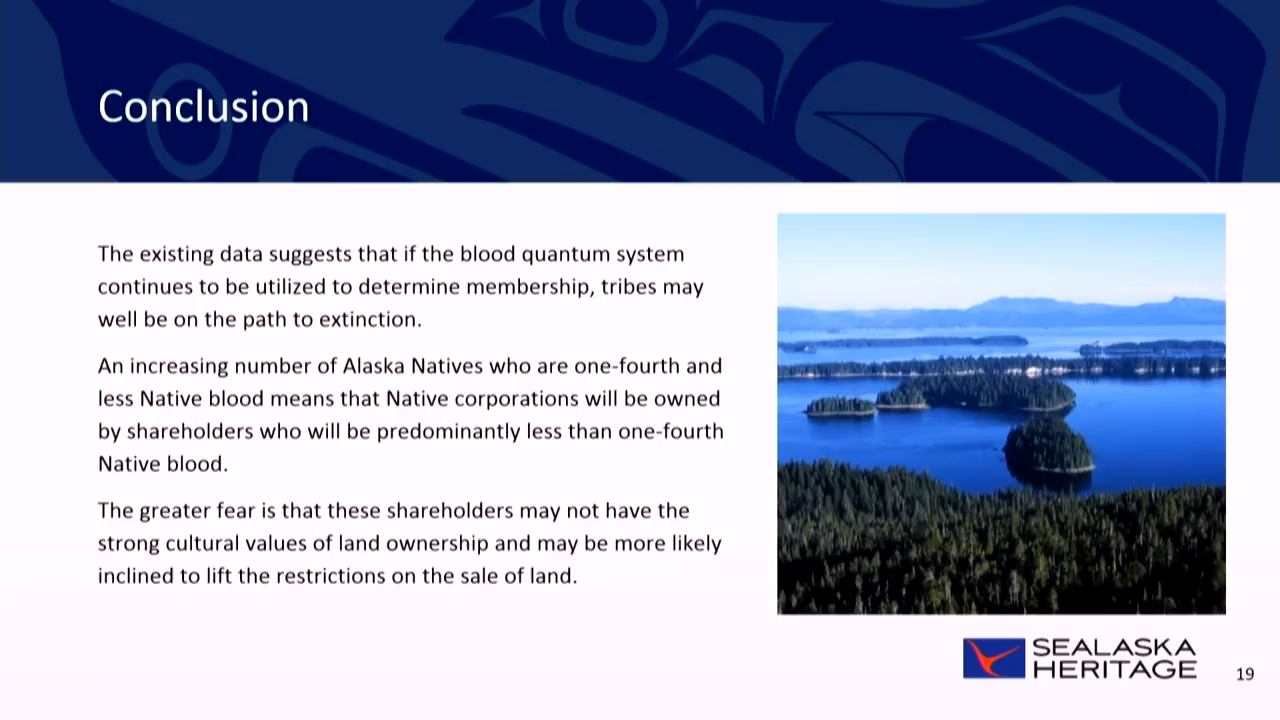 Conclusion
The existing data suggests that if the blood quantum system
continues to be utilized to determine membership, tribes may
well be on the path to extinction.
An increasing number of Alaska Natives who are one-fourth and
less Native blood means that Native corporations will be owned
by shareholders who will be predominantly less than one-fourth
Native blood.
The greater fear is that these shareholders may not have the
strong cultural values of land ownership and may be more likely
inclined to lift the restrictions on the sale of land.
SEALASKA
HERITAGE
19